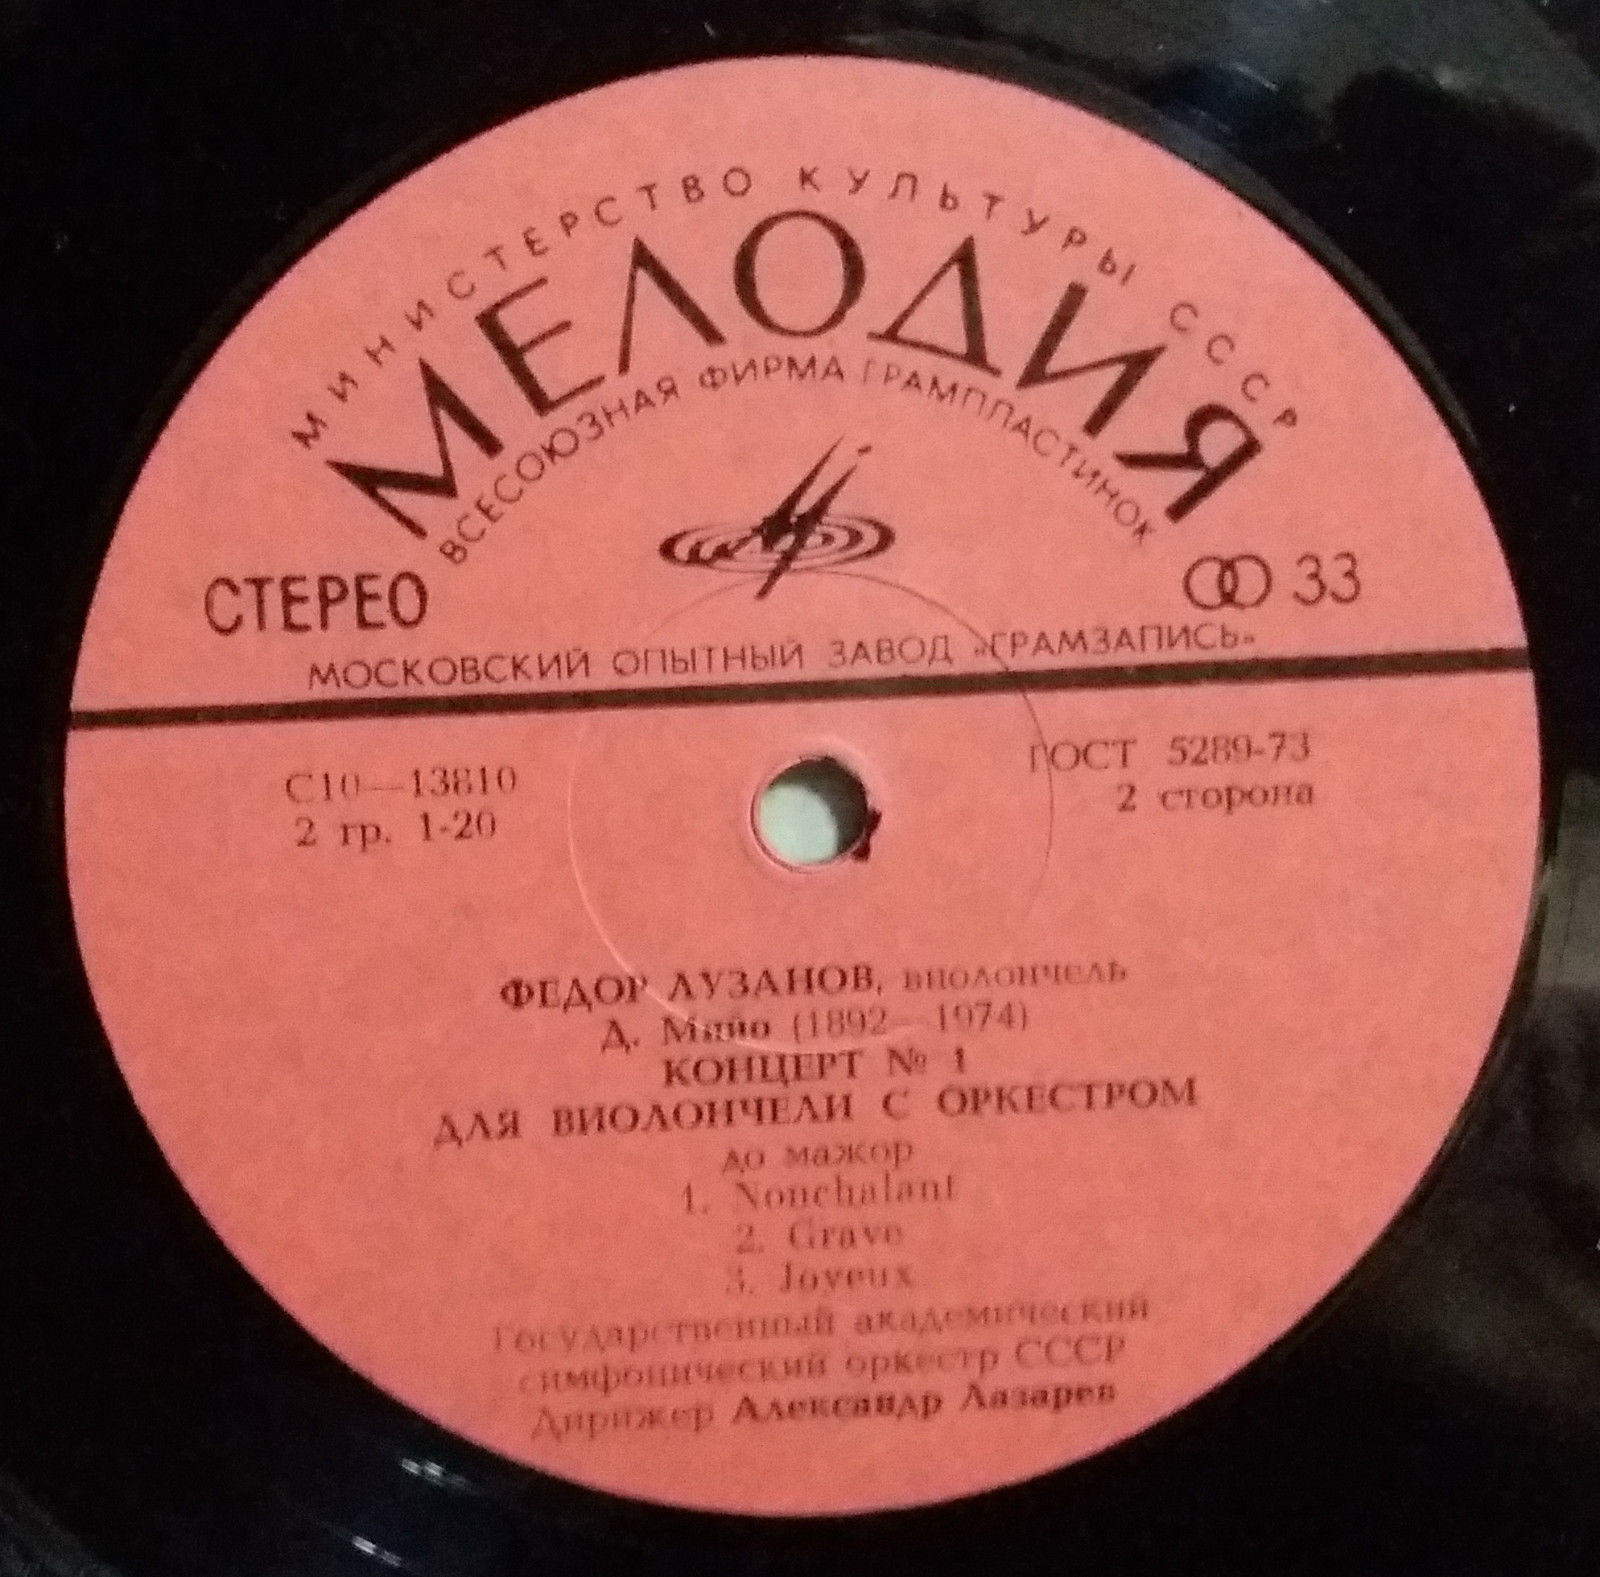 МИНИСТЕРСТВО КУЛЬТУРЫ СССР
МЕЛОДИЯ
ВСЕСОЮЗНАЯ ФИРМА ГРАМПЛАСТИНОК
СТЕРЕО
33
МОСКОВСКИЙ ОПЫТНЫЙ ЗАВОД «ГРАМЗАПИСЬ»
С10—13810
ГОСТ 5289-73
2 гр. 1-20
2 сторона
ФЕДОР ЛУЗАНОВ, виолончель
Д. Мийо (1892—1974)
КОНЦЕРТ № 1
ДЛЯ ВИОЛОНЧЕЛИ С ОРКЕСТРОМ
до мажор
1. Nonchalant
2. Grave
3. Joyeux
Государственный академический
симфонический оркестр СССР
Дирижер Александр Лазарев